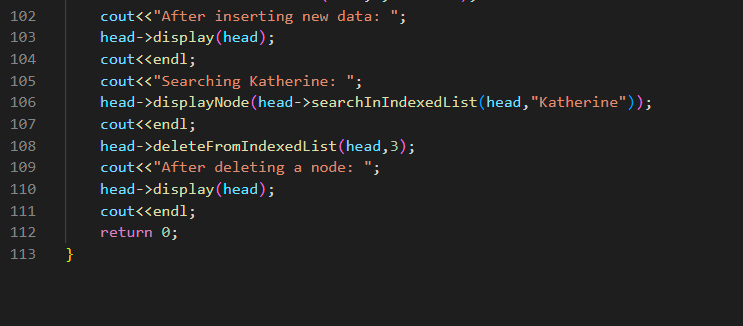 102 cout<<"After inserting new data: ";
103 head->display(head);
104 cout<<endl;
105 cout<<"Searching Katherine: ";
106 head->displayNode(head->searchInIndexedList(head,"Katherine"));
107 cout<<endl;
108 head->deleteFromIndexedList(head,3);
109 cout<<"After deleting a node: ";
110 head->display(head);
111 cout<<endl;
112 return 0;
113 }